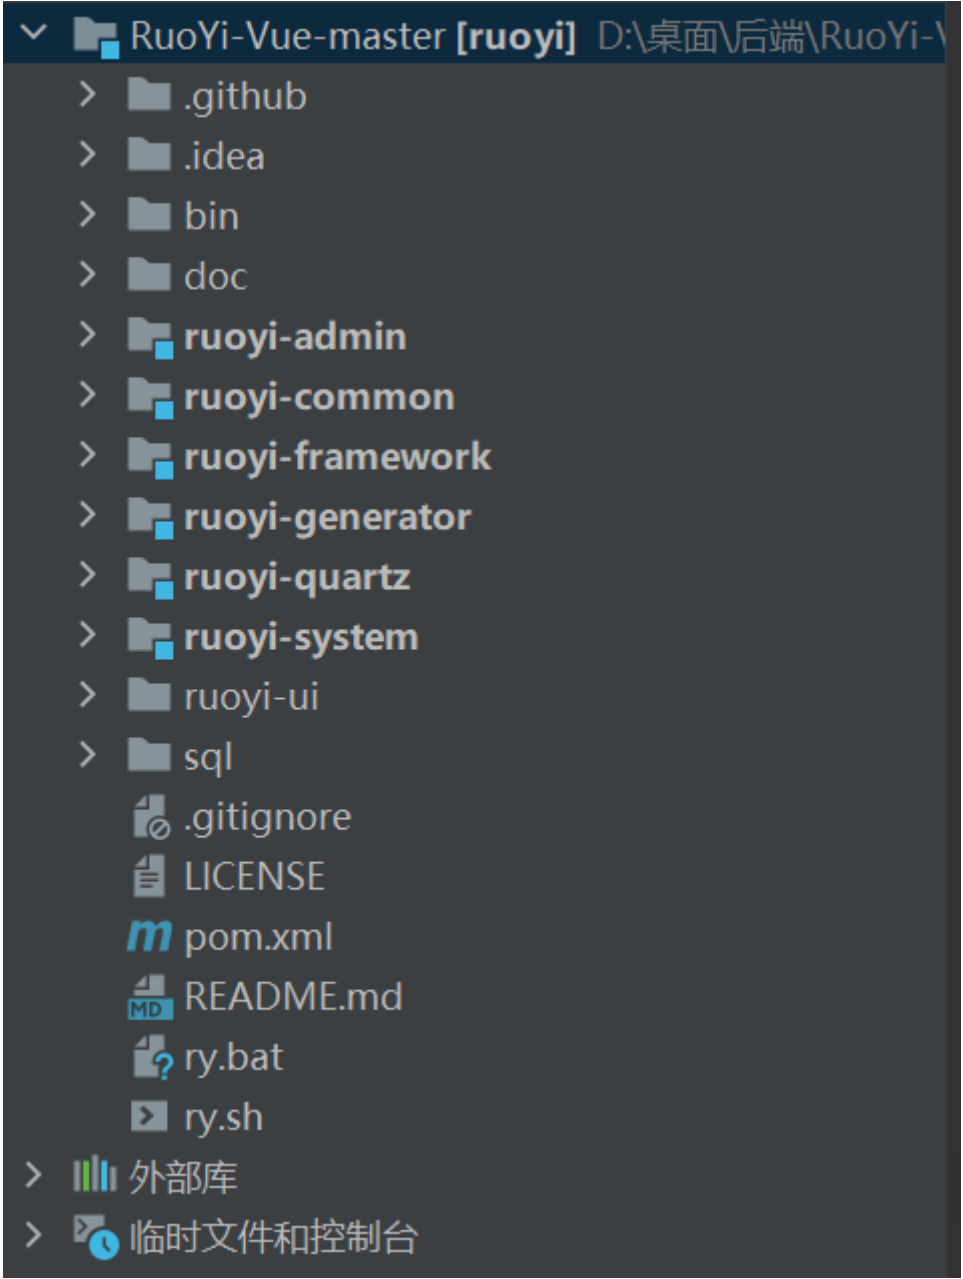 RuoYi-Vue-master [ruoyi] D:\桌面\后端\RuoYi-V
.github
.idea
bin
doc
ruoyi-admin
ruoyi-common
ruoyi-framework
ruoyi-generator
ruoyi-quartz
ruoyi-system
ruoyi-ui
sql
.gitignore
LICENSE
m pom.xml
MD README.md
ry.bat
ry.sh
外部库
临时文件和控制台